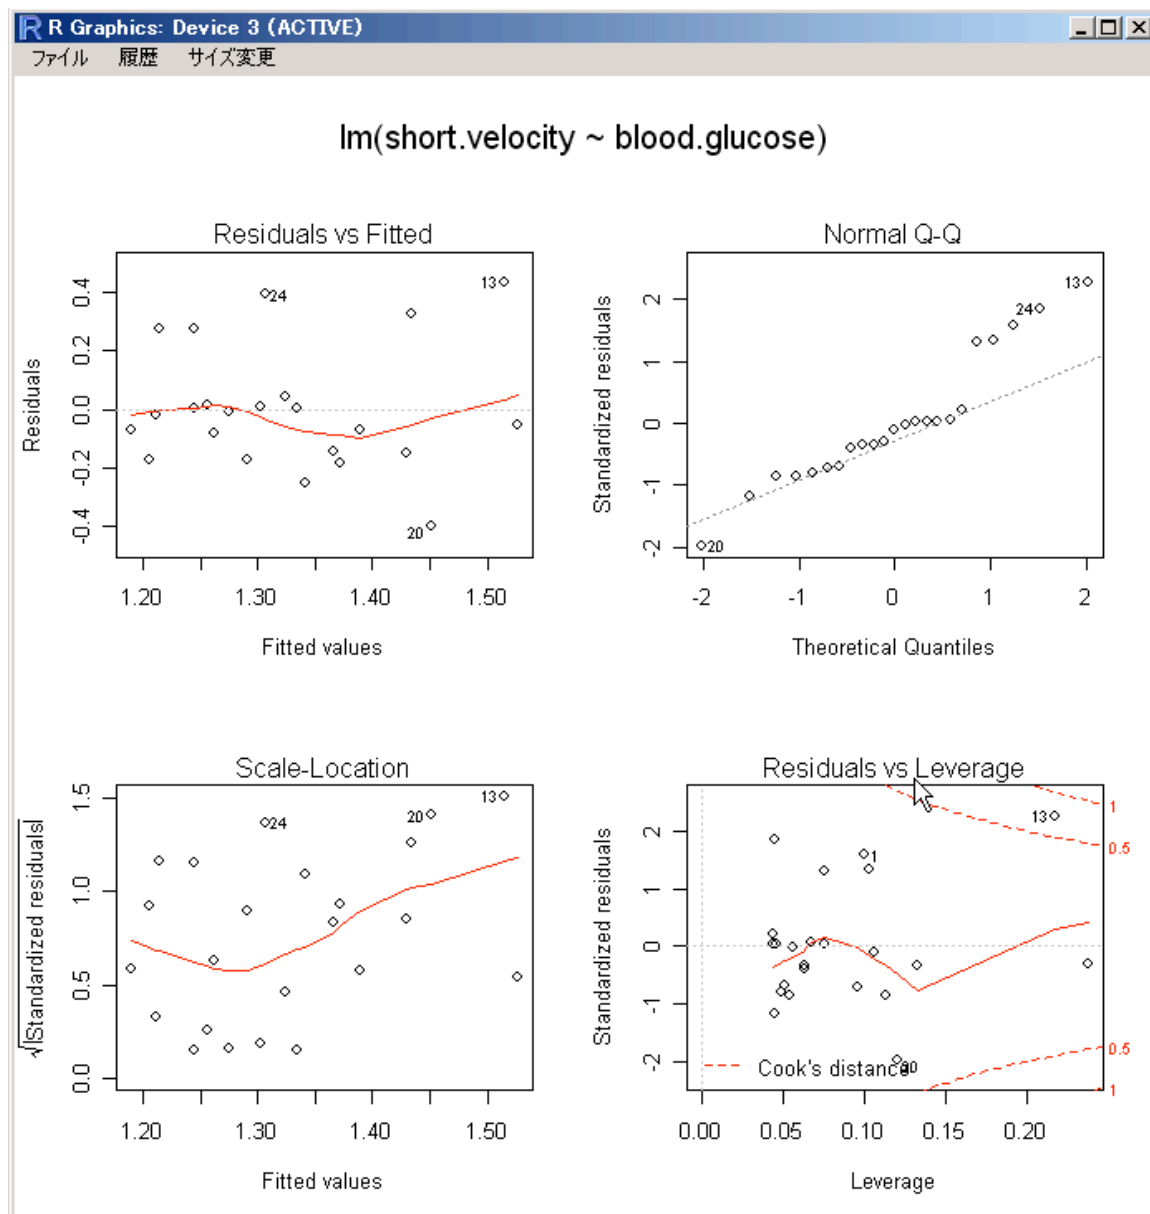 R R Graphics: Device 3 (ACTIVE)
ファイル 履歴 サイズ変更
lm(short.velocity ~ blood.glucose)
Residuals vs Fitted
Residuals
0.4
0.2
0.0
-0.2
-0.4
24
13
20
1.20 1.30 1.40 1.50
Fitted values
Normal Q-Q
Standardized residuals
2
1
0
-1
-2
13
24
20
-2 -1 0 1 2
Theoretical Quantiles
Scale-Location
√|Standardized residuals|
1.5
1.0
0.5
0.0
24
20
13
1.20 1.30 1.40 1.50
Fitted values
Residuals vs Leverage
Standardized residuals
2
1
0
-1
-2
13
1
20
1
0.5
0.5
1
Cook's distance
0.00 0.05 0.10 0.15 0.20
Leverage